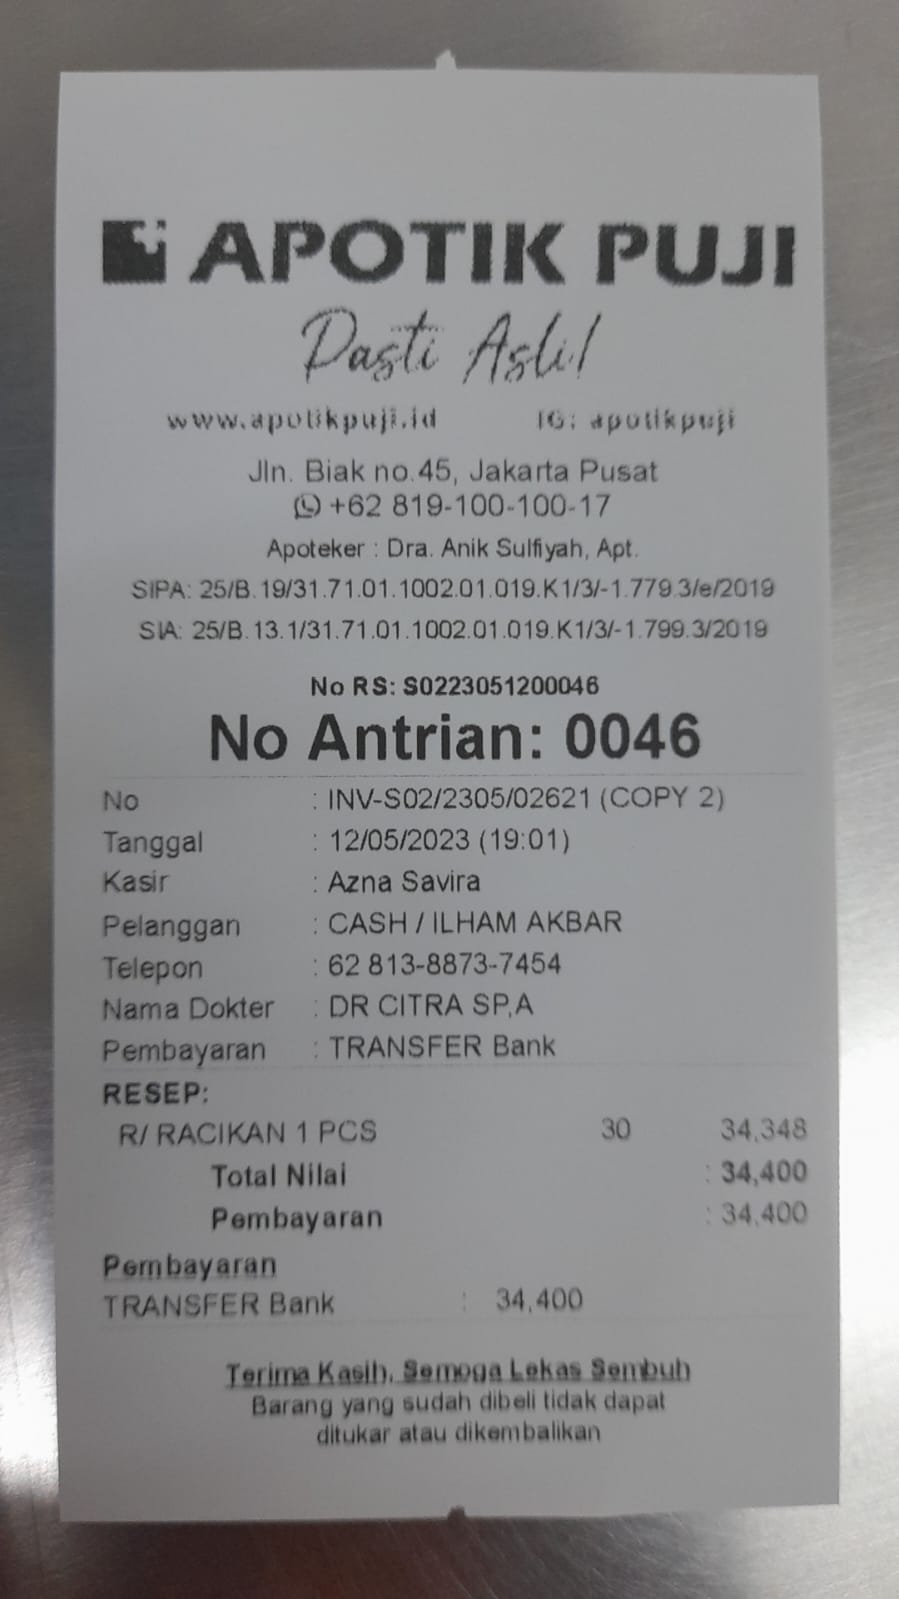 APOTIK PUJI
Pasti Asli!
www.apotikpuji.id IG: apotikpuji
Jln. Biak no.45, Jakarta Pusat
+62 819-100-100-17
Apoteker : Dra. Anik Sulfiyah, Apt.
SIPA: 25/B.19/31.71.01.1002.01.019.K1/3/-1.779.3/e/2019
SIA: 25/B.13.1/31.71.01.1002.01.019.K1/3/-1.799.3/2019
No RS: S0223051200046
No Antrian: 0046
No : INV-S02/2305/02621 (COPY 2)
Tanggal : 12/05/2023 (19:01)
Kasir : Azna Savira
Pelanggan : CASH / ILHAM AKBAR
Telepon : 62 813-8873-7454
Nama Dokter : DR CITRA SP,A
Pembayaran : TRANSFER Bank
RESEP:
R/ RACIKAN 1 PCS 30 34,348
Total Nilai : 34,400
Pembayaran : 34,400
Pembayaran
TRANSFER Bank : 34,400
Terima Kasih, Semoga Lekas Sembuh
Barang yang sudah dibeli tidak dapat
ditukar atau dikembalikan